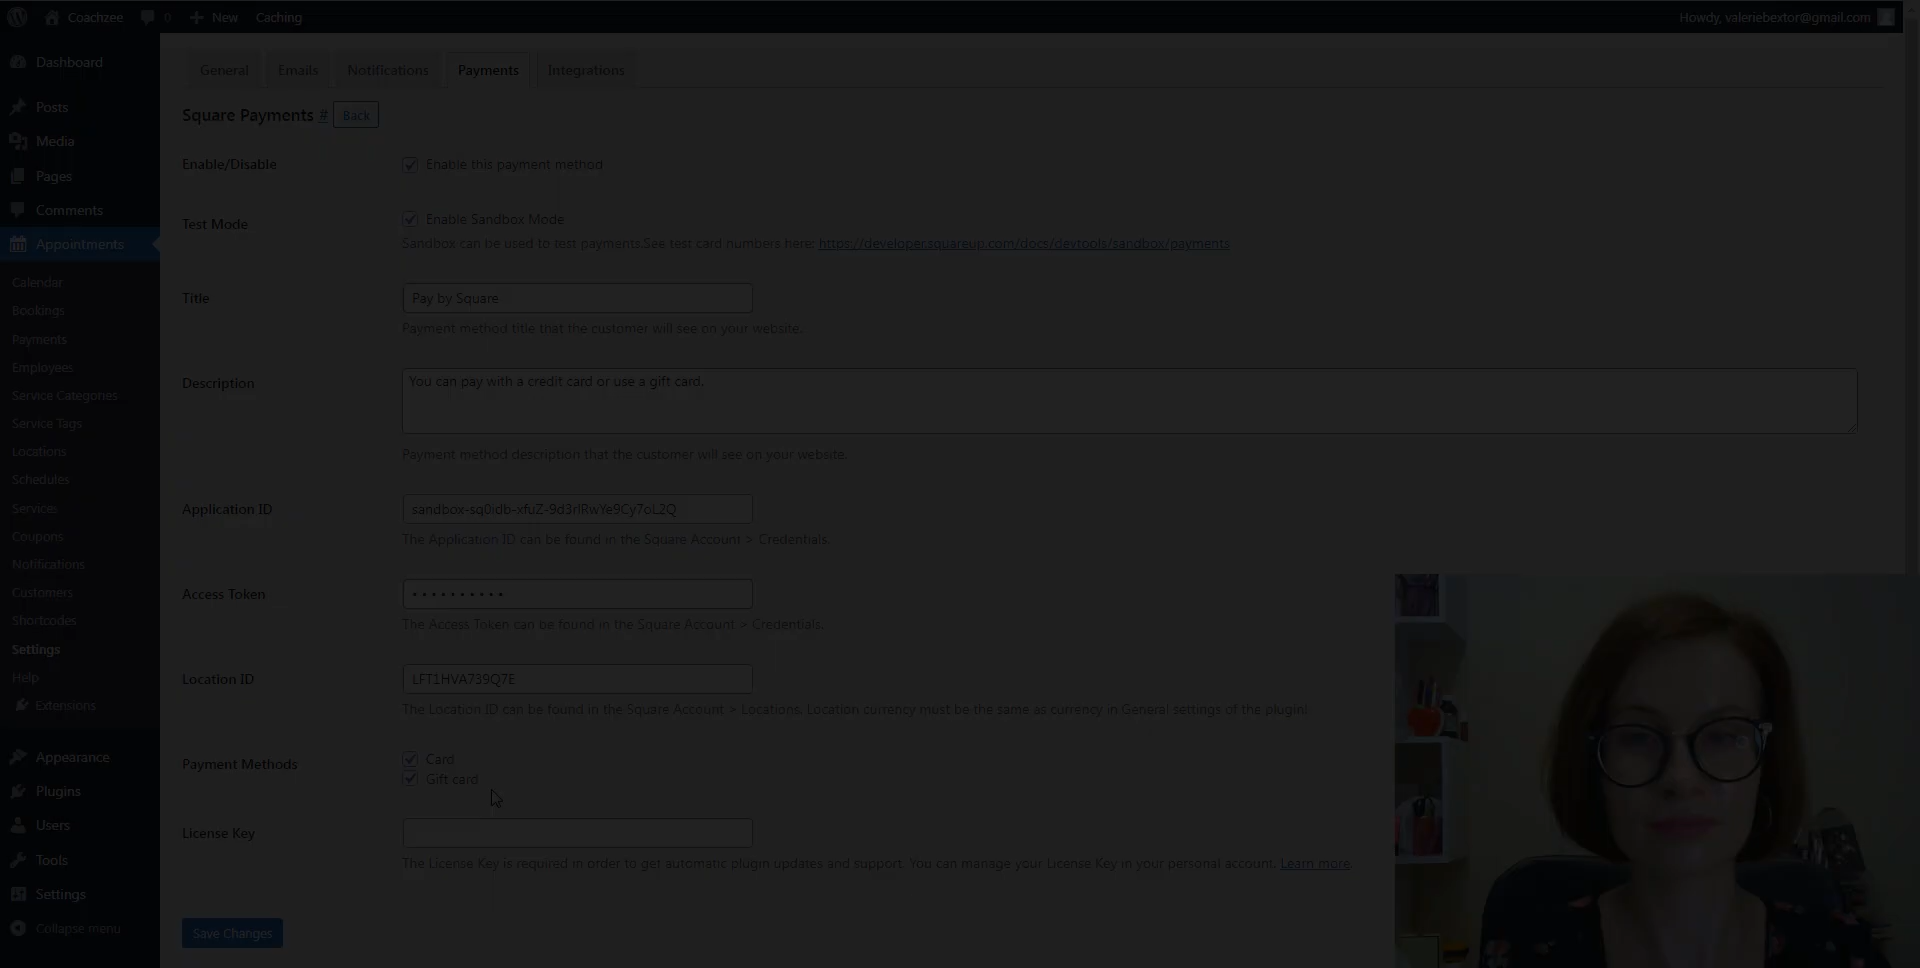 Coachzee 0 New Caching Howdy, valeriebextor@gmail.com
Dashboard
Posts
Media
Pages
Comments
Appointments
Calendar
Bookings
Payments
Employees
Service Categories
Service Tags
Locations
Schedules
Services
Coupons
Notifications
Customers
Shortcodes
Settings
Help
Extensions
Appearance
Plugins
Users
Tools
Settings
Collapse menu
General Emails Notifications Payments Integrations
Square Payments # Back
Enable/Disable Enable this payment method
Test Mode Enable Sandbox Mode
Sandbox can be used to test payments.See test card numbers here: https://developer.squareup.com/docs/devtools/sandbox/payments
Title Pay by Square
Payment method title that the customer will see on your website.
Description You can pay with a credit card or use a gift card.
Payment method description that the customer will see on your website.
Application ID sandbox-sq0idb-xfuZ-9d3rlRwYe9Cy7oL2Q
The Application ID can be found in the Square Account > Credentials.
Access Token ••••••••••
The Access Token can be found in the Square Account > Credentials.
Location ID LFT1HVA739Q7E
The Location ID can be found in the Square Account > Locations. Location currency must be the same as currency in General settings of the plugin!
Payment Methods Card
Gift card
License Key
The License Key is required in order to get automatic plugin updates and support. You can manage your License Key in your personal account. Learn more.
Save Changes